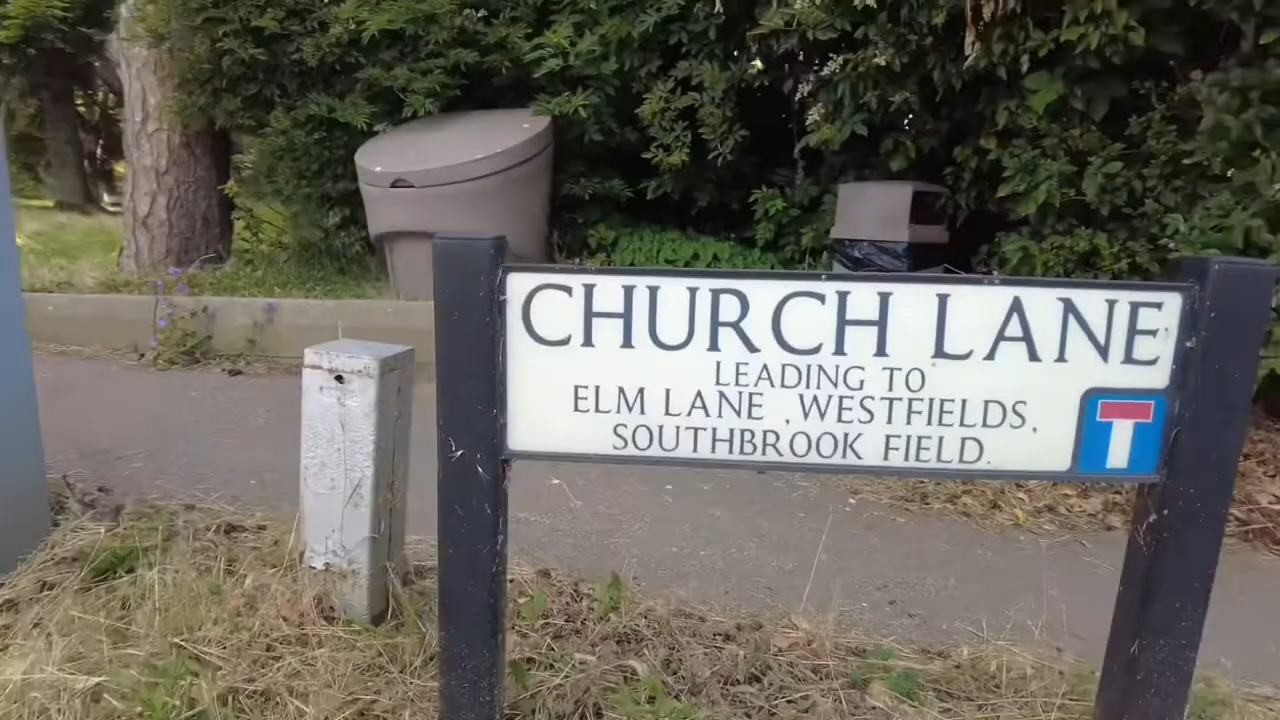 CHURCH LANE
LEADING TO
ELM LANE ,WESTFIELDS,
SOUTHBROOK FIELD.